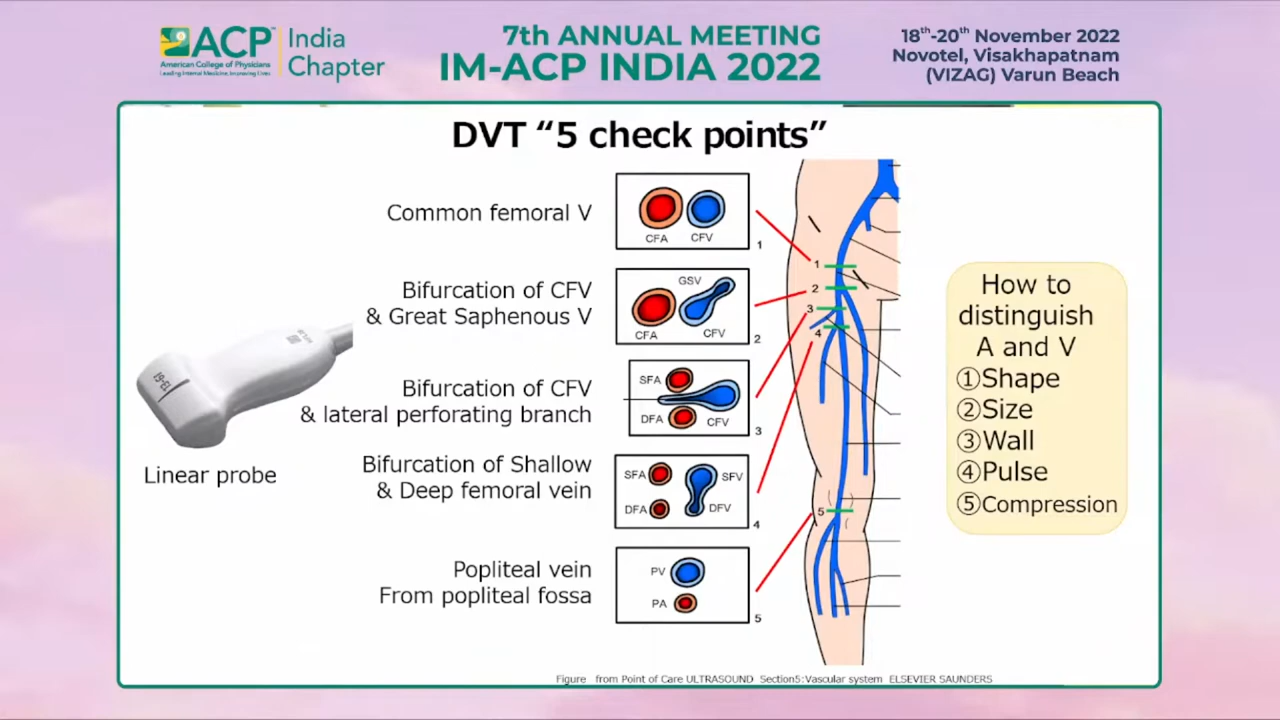 ACP
American College of Physicians
Leading Internal Medicine, Improving Lives
India
Chapter
7th ANNUAL MEETING
IM-ACP INDIA 2022
18th-20th November 2022
Novotel, Visakhapatnam
(VIZAG) Varun Beach
DVT “5 check points”
Common femoral V
CFA CFV
1
Bifurcation of CFV
& Great Saphenous V
GSV
CFA CFV
2
Bifurcation of CFV
& lateral perforating branch
SFA
DFA CFV
3
Bifurcation of Shallow
& Deep femoral vein
SFA SFV
DFA DFV
4
Popliteal vein
From popliteal fossa
PV
PA
5
1
2
3
4
5
L3-6I
Linear probe
How to
distinguish
A and V
①Shape
②Size
③Wall
④Pulse
⑤Compression
Figure from Point of Care ULTRASOUND Section5:Vascular system ELSEVIER SAUNDERS